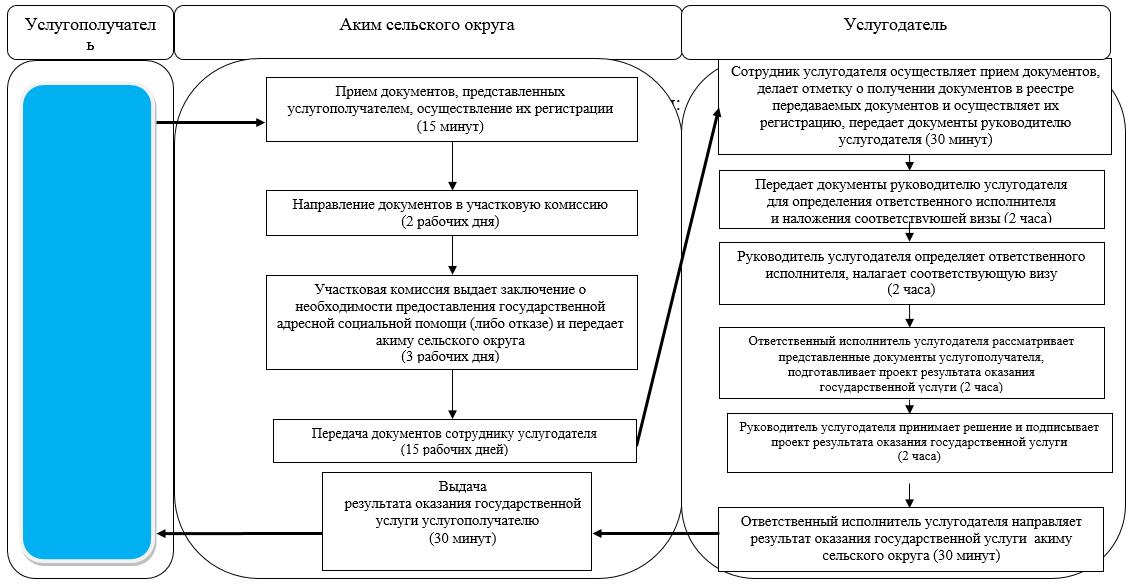 Услугополучател
ь
Аким сельского округа
Услугодатель
Прием документов, представленных
услугополучателем, осуществление их регистрации
(15 минут)
Направление документов в участковую комиссию
(2 рабочих дня)
Участковая комиссия выдает заключение о
необходимости предоставления государственной
адресной социальной помощи (либо отказе) и передает
акиму сельского округа
(3 рабочих дня)
Передача документов сотруднику услугодателя
(15 рабочих дней)
Выдача
результата оказания государственной
услуги услугополучателю
(30 минут)
Сотрудник услугодателя осуществляет прием документов,
делает отметку о получении документов в реестре
передаваемых документов и осуществляет их
регистрацию, передает документы руководителю
услугодателя (30 минут)
Передает документы руководителю услугодателя
для определения ответственного исполнителя
и наложения соответствующей визы (2 часа)
Руководитель услугодателя определяет ответственного
исполнителя, налагает соответствующую визу
(2 часа)
Ответственный исполнитель услугодателя рассматривает
представленные документы услугополучателя,
подготавливает проект результата оказания
государственной услуги (2 часа)
Руководитель услугодателя принимает решение и подписывает
проект результата оказания государственной услуги
(2 часа)
Ответственный исполнитель услугодателя направляет
результат оказания государственной услуги акиму
сельского округа (30 минут)